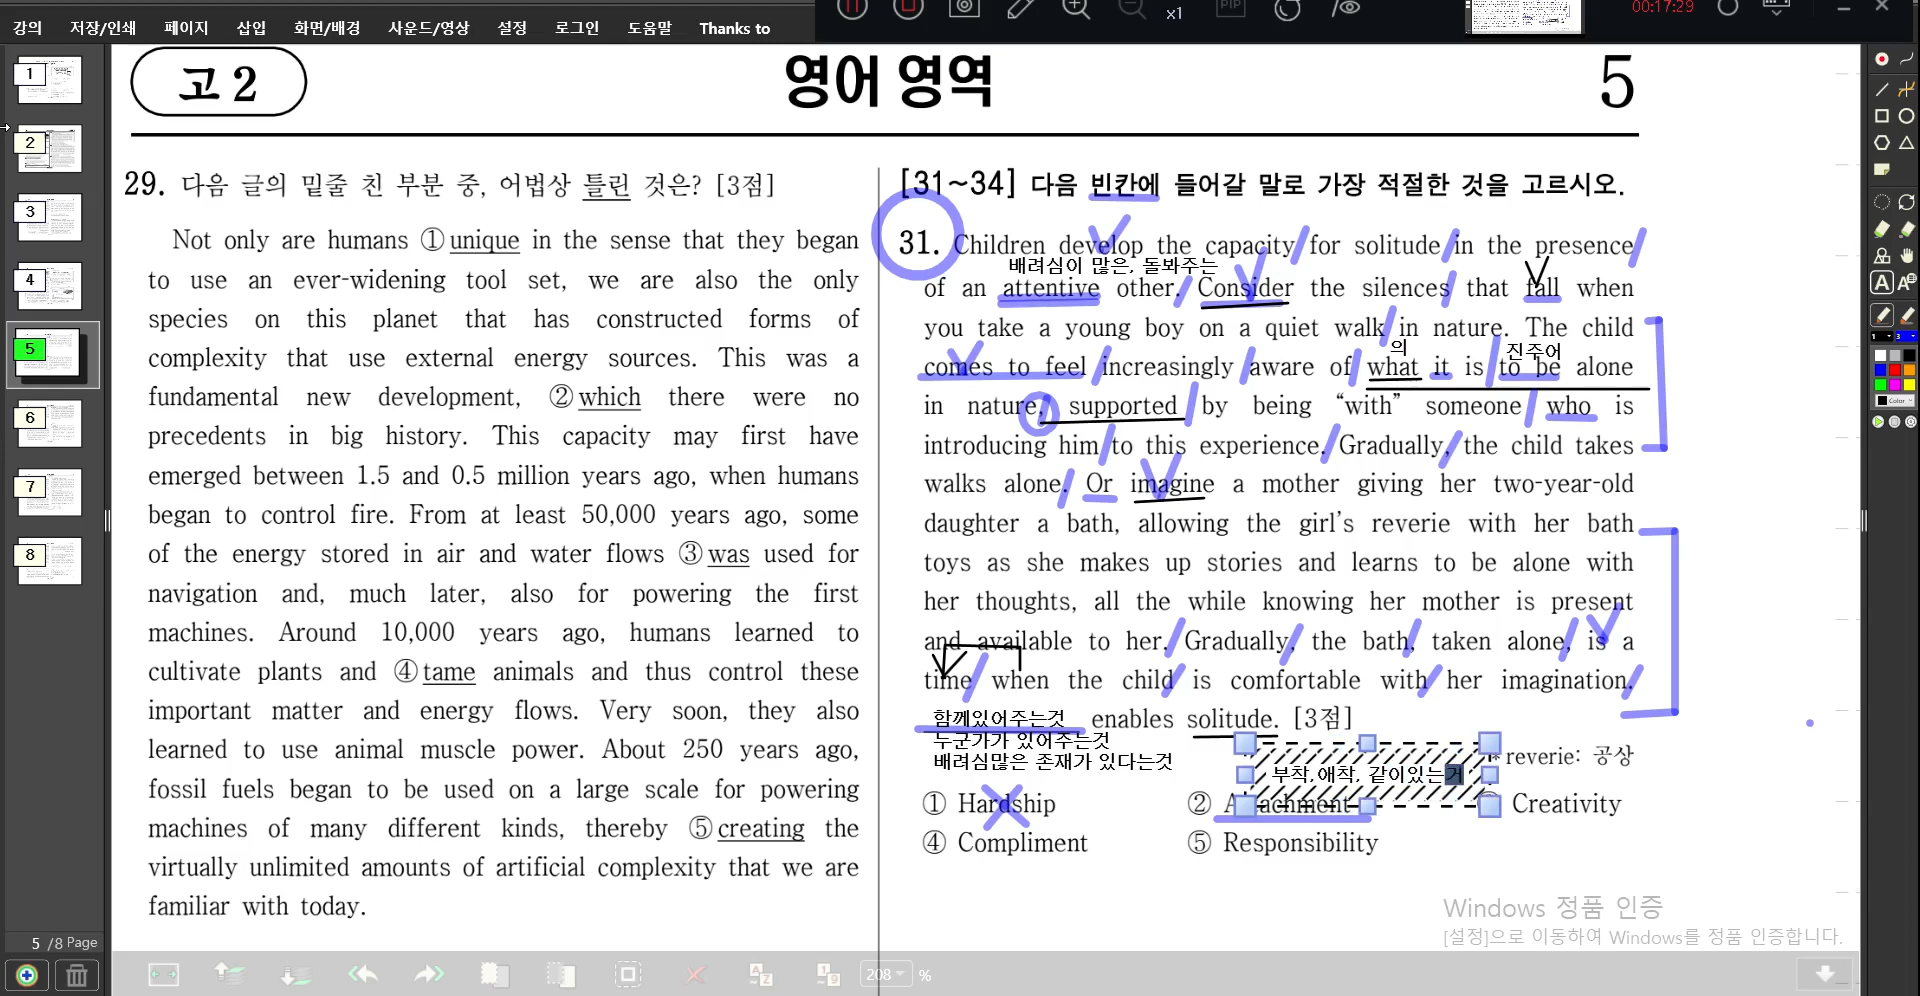 강의 저장/인쇄 페이지 삽입 화면/배경 사운드/영상 설정 로그인 도움말 Thanks to
x1 PIP 00:17:29
고 2
영어 영역
5
1
2
3
4
5
6
7
8
5 /8 Page
29. 다음 글의 밑줄 친 부분 중, 어법상 틀린 것은? [3점]
Not only are humans ① unique in the sense that they began
to use an ever-widening tool set, we are also the only
species on this planet that has constructed forms of
complexity that use external energy sources. This was a
fundamental new development, ② which there were no
precedents in big history. This capacity may first have
emerged between 1.5 and 0.5 million years ago, when humans
began to control fire. From at least 50,000 years ago, some
of the energy stored in air and water flows ③ was used for
navigation and, much later, also for powering the first
machines. Around 10,000 years ago, humans learned to
cultivate plants and ④ tame animals and thus control these
important matter and energy flows. Very soon, they also
learned to use animal muscle power. About 250 years ago,
fossil fuels began to be used on a large scale for powering
machines of many different kinds, thereby ⑤ creating the
virtually unlimited amounts of artificial complexity that we are
familiar with today.
[31~34] 다음 빈칸에 들어갈 말로 가장 적절한 것을 고르시오.
31. Children develop the capacity for solitude in the presence
배려심이 많은, 돌봐주는
of an attentive other. Consider the silences that fall when
you take a young boy on a quiet walk in nature. The child
의 진주어
comes to feel increasingly aware of what it is to be alone
in nature, supported by being “with” someone who is
introducing him to this experience. Gradually, the child takes
walks alone. Or imagine a mother giving her two-year-old
daughter a bath, allowing the girl's reverie with her bath
toys as she makes up stories and learns to be alone with
her thoughts, all the while knowing her mother is present
and available to her. Gradually, the bath, taken alone, is a
time when the child is comfortable with her imagination.
함께있어주는것 enables solitude. [3점]
누군가가 있어주는것
배려심많은 존재가 있다는것
* reverie: 공상
부착, 애착, 같이있는거
① Hardship ② Attachment ③ Creativity
④ Compliment ⑤ Responsibility
Windows 정품 인증
[설정]으로 이동하여 Windows를 정품 인증합니다.
208 %
Color